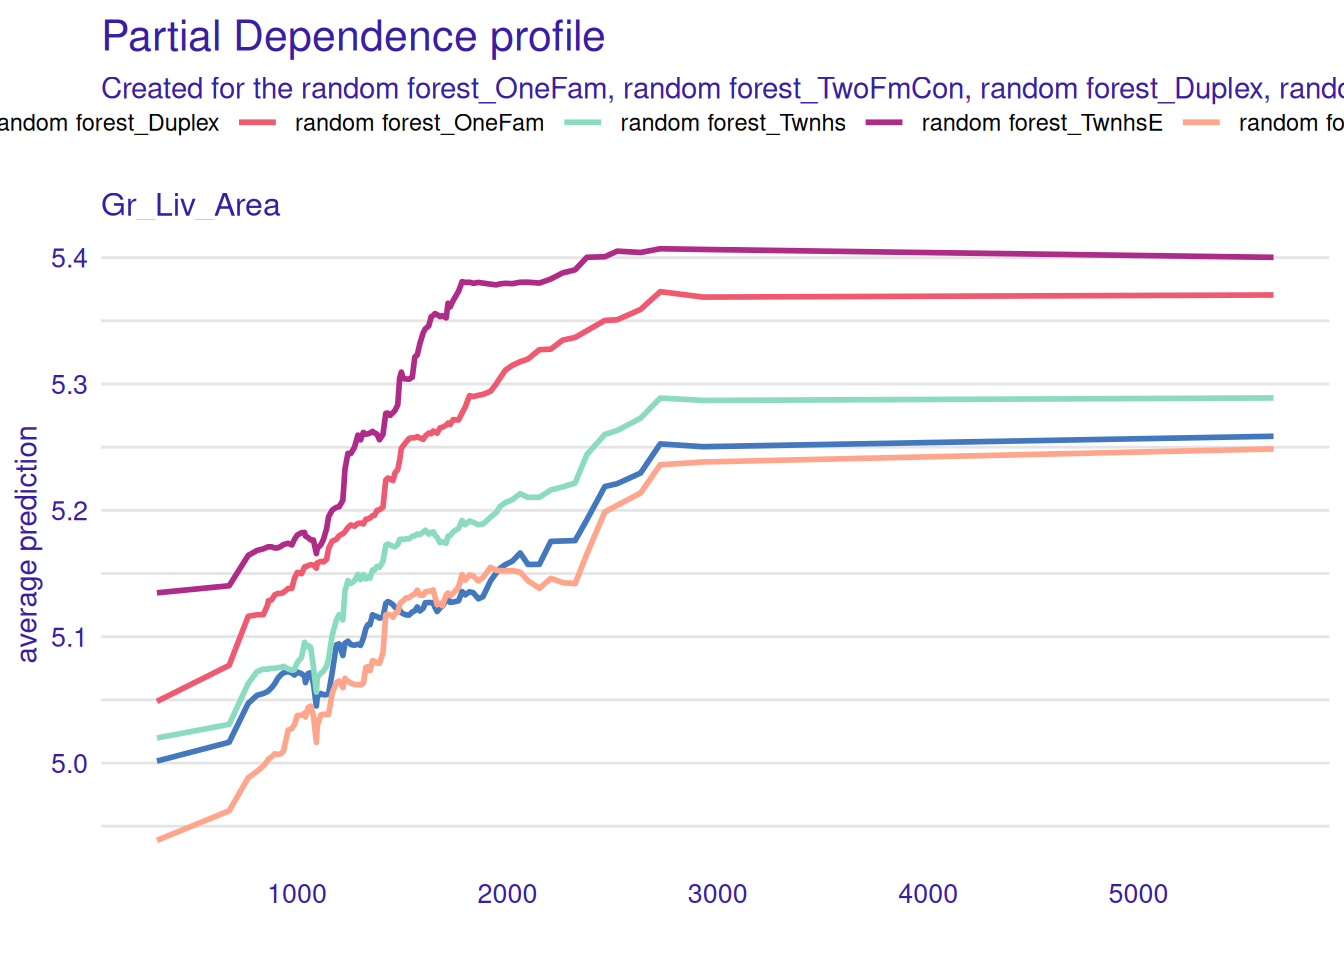 Partial Dependence profile
Created for the random forest_OneFam, random forest_TwoFmCon, random forest_Duplex, rando
andom forest_Duplex random forest_OneFam random forest_Twnhs random forest_TwnhsE random fo
Gr_Liv_Area
5.4
5.3
5.2
5.1
5.0
average prediction
1000 2000 3000 4000 5000